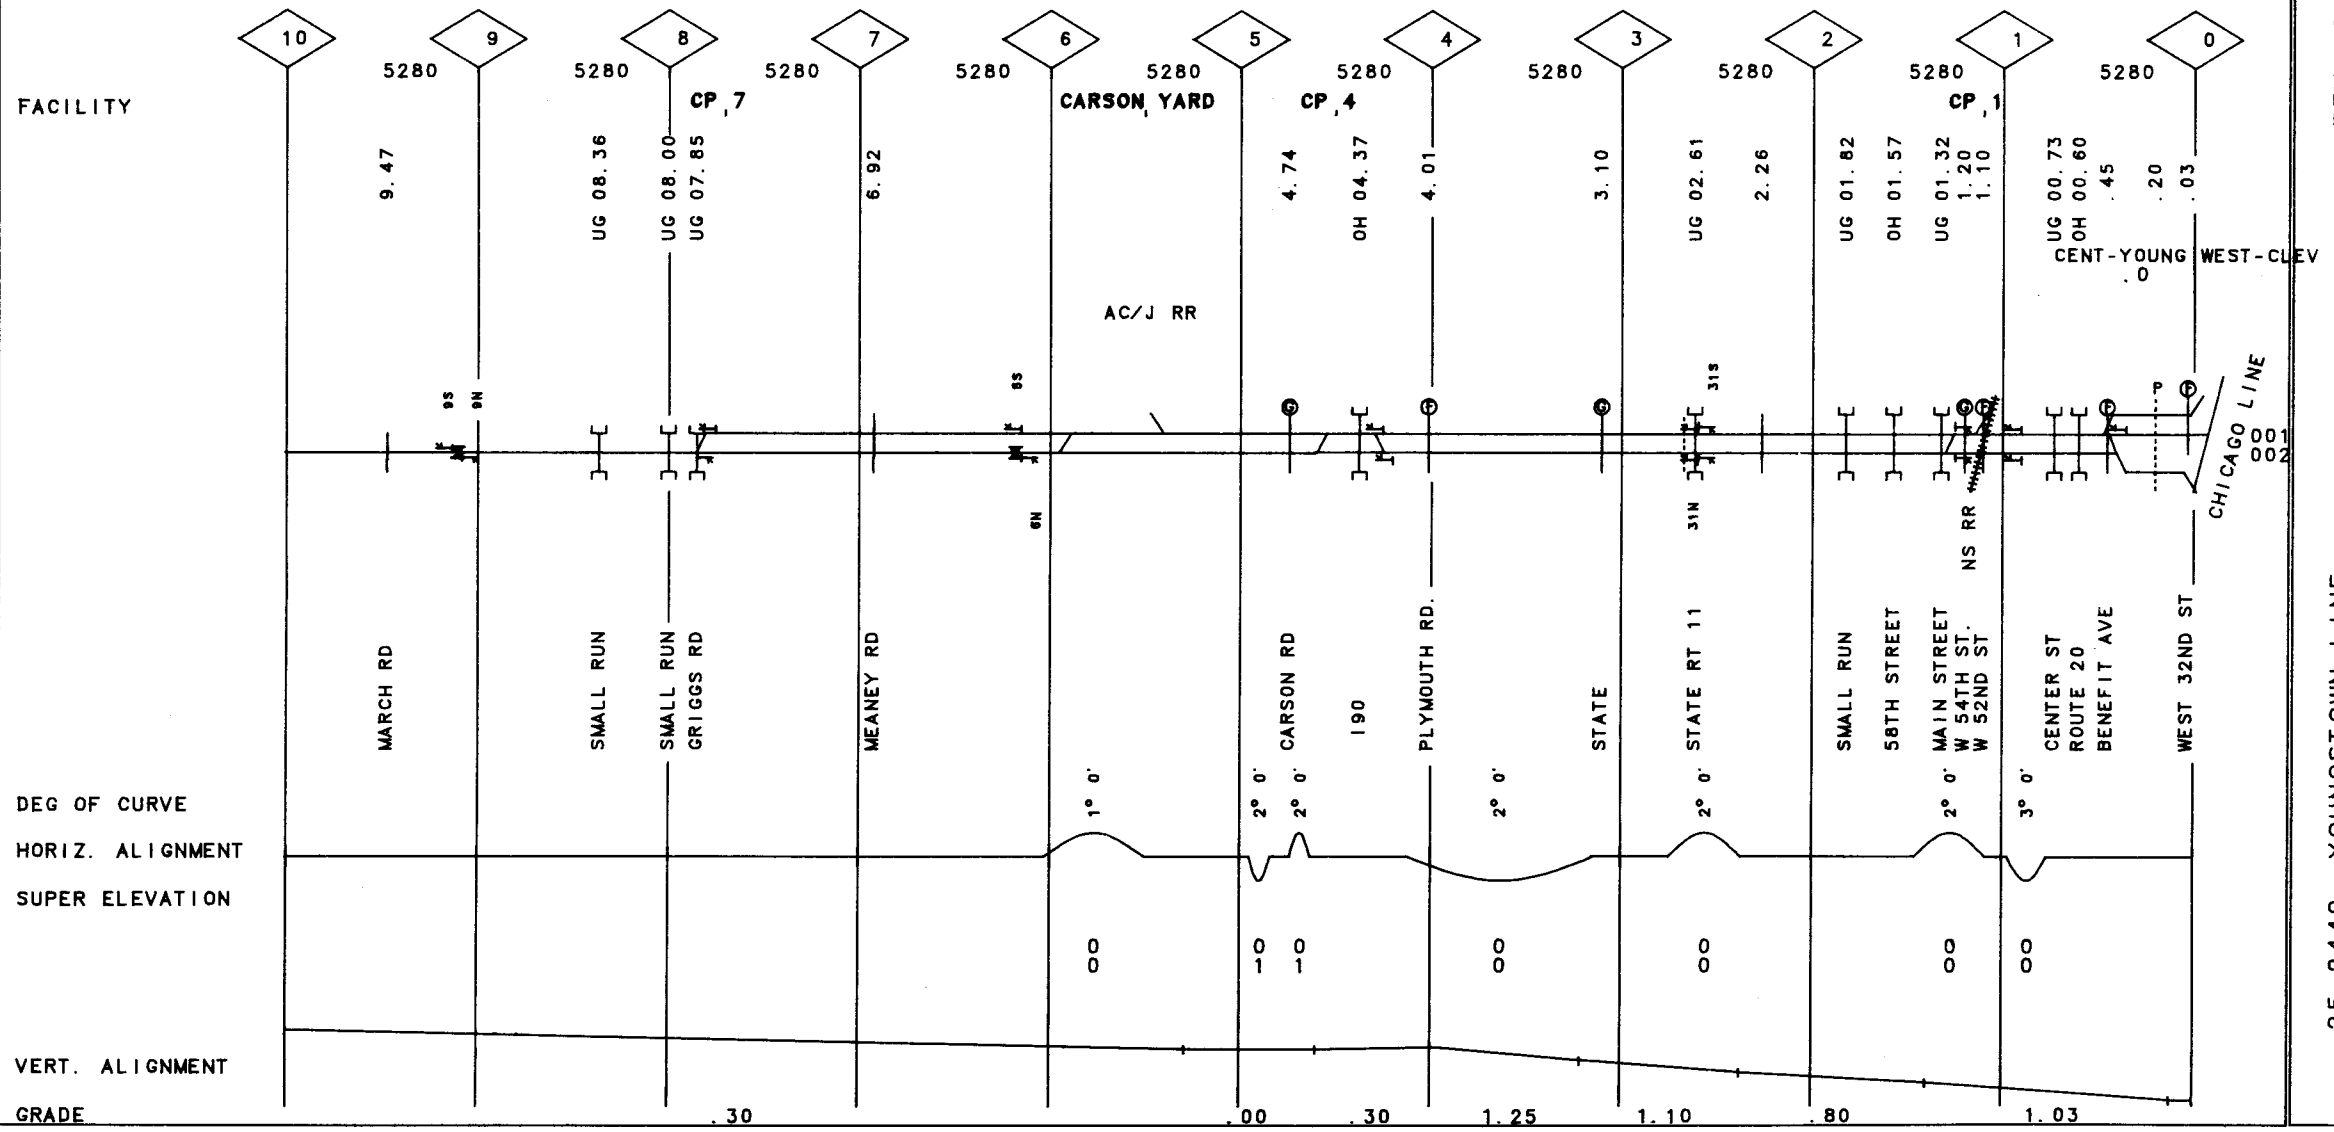 10 9 8 7 6 5 4 3 2 1 0
5280 5280 5280 5280 5280 5280 5280 5280 5280 5280
FACILITY CP 7 CARSON YARD CP 4 CP 1
9.47
UG 08.36
UG 08.00
UG 07.85
6.92
4.74
OH 04.37
4.01
3.10
UG 02.61
2.26
UG 01.82
OH 01.57
UG 01.32
1.20
1.10
UG 00.73
OH 00.60
.45
.20
.03
CENT-YOUNG WEST-CLEV
.0
AC/J RR
9S
9N
6N
31S
31N
G
G
G
P
001
002
CHICAGO LINE
NS RR
MARCH RD
SMALL RUN
SMALL RUN
GRIGGS RD
MEANEY RD
CARSON RD
I90
PLYMOUTH RD.
STATE
STATE RT 11
SMALL RUN
58TH STREET
MAIN STREET
W 54TH ST.
W 52ND ST
CENTER ST
ROUTE 20
BENEFIT AVE
WEST 32ND ST
DEG OF CURVE 1° 0' 2° 0' 2° 0' 2° 0' 2° 0' 2° 0' 3° 0'
HORIZ. ALIGNMENT
SUPER ELEVATION
0 0 0 0 0 0 0
0 1 1 0 0 0 0
VERT. ALIGNMENT
GRADE .30 .00 .30 1.25 1.10 .80 1.03